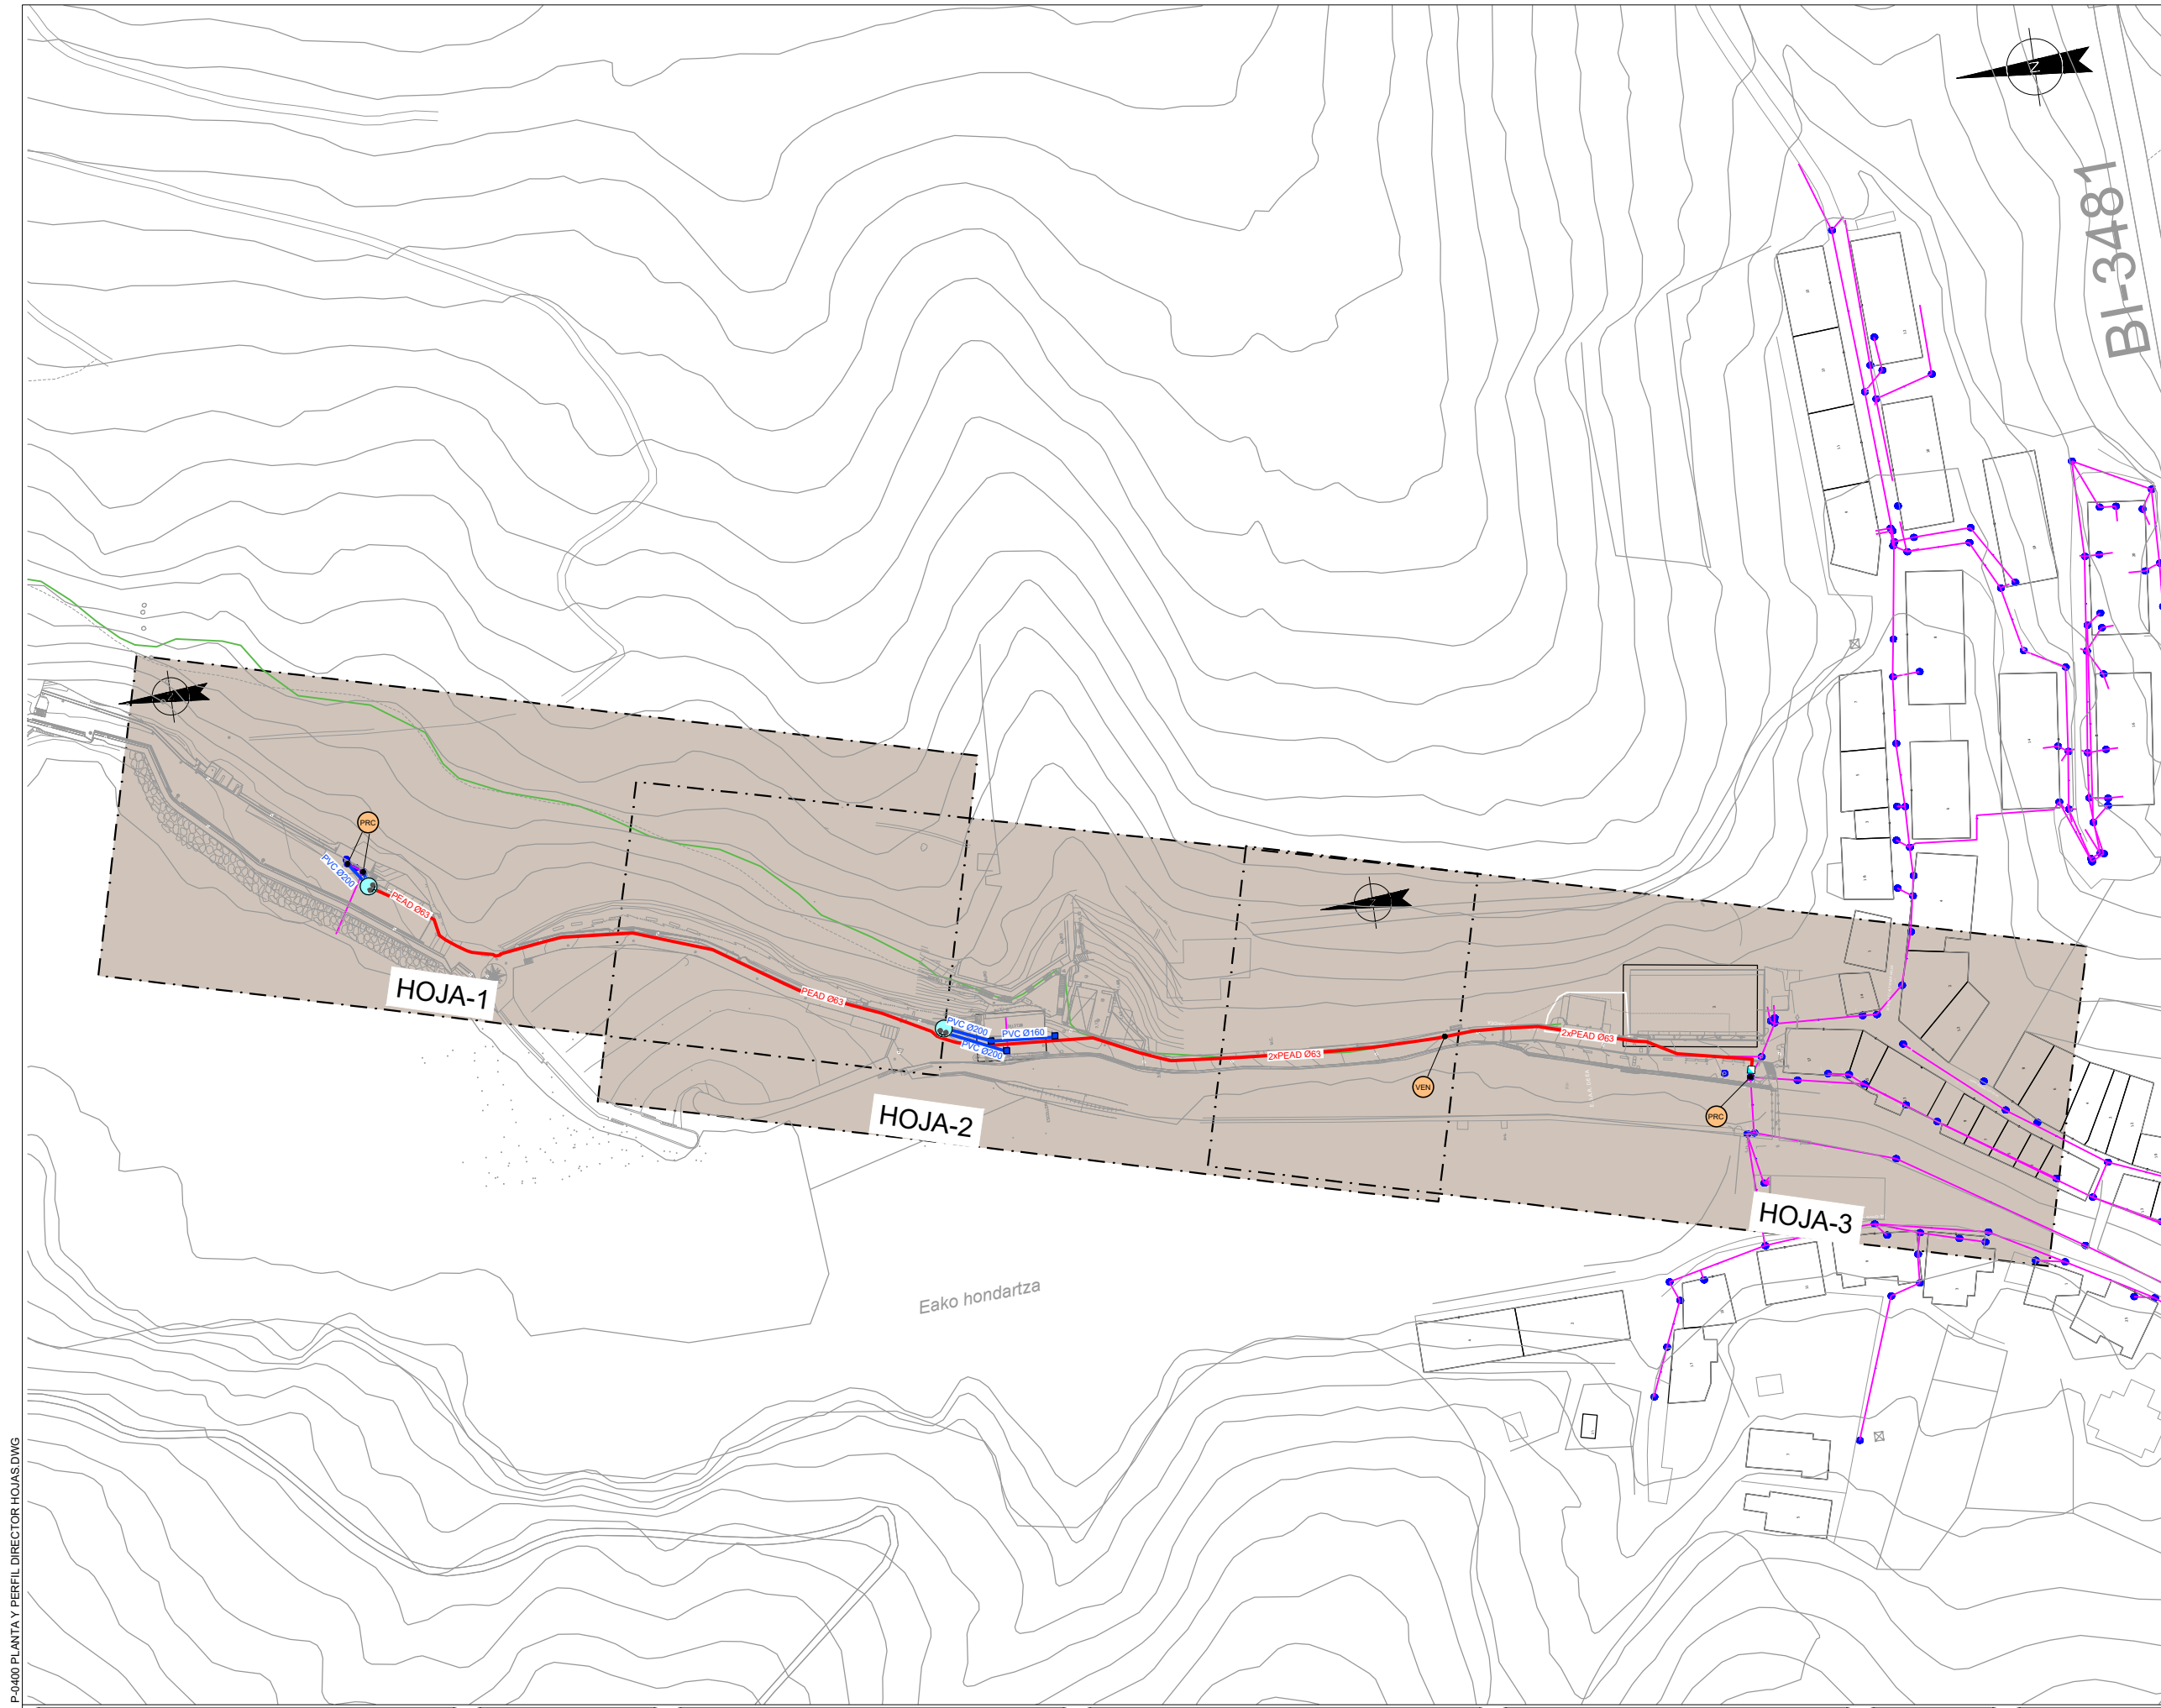 N
BI-3481
PRC
PVC Ø200
PEAD Ø63
HOJA-1
PEAD Ø63
PVC Ø200
PVC Ø160
PVC Ø200
2xPEAD Ø63
2xPEAD Ø63
VEN
PRC
HOJA-2
HOJA-3
Eako hondartza
P-0400 PLANTA Y PERFIL DIRECTOR HOJAS.DWG